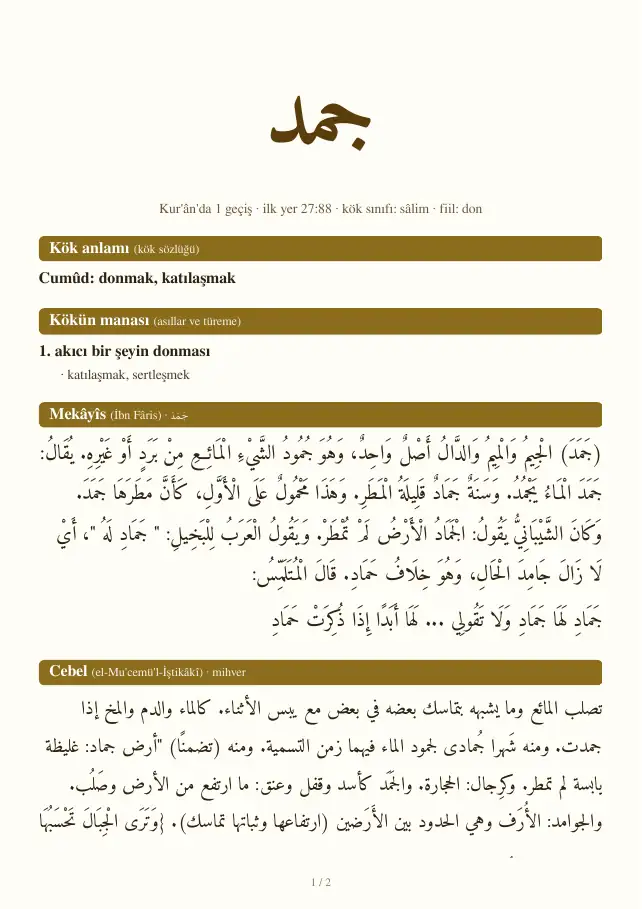 جمد
Kur'ân'da 1 geçiş · ilk yer 27:88 · kök sınıfı: sâlim · fiil: don
Kök anlamı (kök sözlüğü)
Cumûd: donmak, katılaşmak
Kökün manası (asıllar ve türeme)
1. akıcı bir şeyin donması
· katılaşmak, sertleşmek
Mekâyîs (İbn Fâris) · جَمَدَ
(جَمَدَ) الْجِيمُ وَالْمِيمُ وَالدَّالُ أَصْلٌ وَاحِدٌ، وَهُوَ جُمُودُ الشَّيْءِ الْمَائِعِ مِنْ بَرَدٍ أَوْ غَيْرِهِ. يُقَالُ:
جَمَدَ الْمَاءُ يَجْمُدُ. وَسَنَةٌ جَمَادٌ قَلِيلَةُ الْمَطَرِ. وَهَذَا مَحْمُولٌ عَلَى الْأَوَّلِ، كَأَنَّ مَطَرَهَا جَمَدَ.
وَكَانَ الشَّيْبَانِيُّ يَقُولُ: الْجَمَادُ الْأَرْضُ لَمْ تُمْطَرْ. وَيَقُولُ الْعَرَبُ لِلْبَخِيلِ: " جَمَادِ لَهُ "، أَيْ
لَا زَالَ جَامِدَ الْحَالِ، وَهُوَ خِلَافُ حَمَادِ. قَالَ الْمُتَلَمِّسُ:
جَمَادِ لَهَا جَمَادِ وَلَا تَقُولِي ... لَهَا أَبَدًا إِذَا ذُكِرَتْ حَمَادِ
Cebel (el-Mu'cemü'l-İştikâkî) · mihver
تصلب المائع وما يشبهه بتماسك بعضه في بعض مع يبس الأثناء. كالماء والدم والمخ إذا
جمدت. ومنه شَهرا جُمادى لجمود الماء فيهما زمن التسمية. ومنه (تضمنًا) "أرض جماد: غليظة
يابسة لم تمطر. وكرِجال: الحجارة. والجَمَد كأسد وقفل وعنق: ما ارتفع من الأرض وصَلُب.
والجوامد: الأُرَف وهي الحدود بين الأَرَضين (ارتفاعها وثباتها تماسك). {وَتَرَى الْجِبَالَ تَحْسَبُهَا
1 / 2